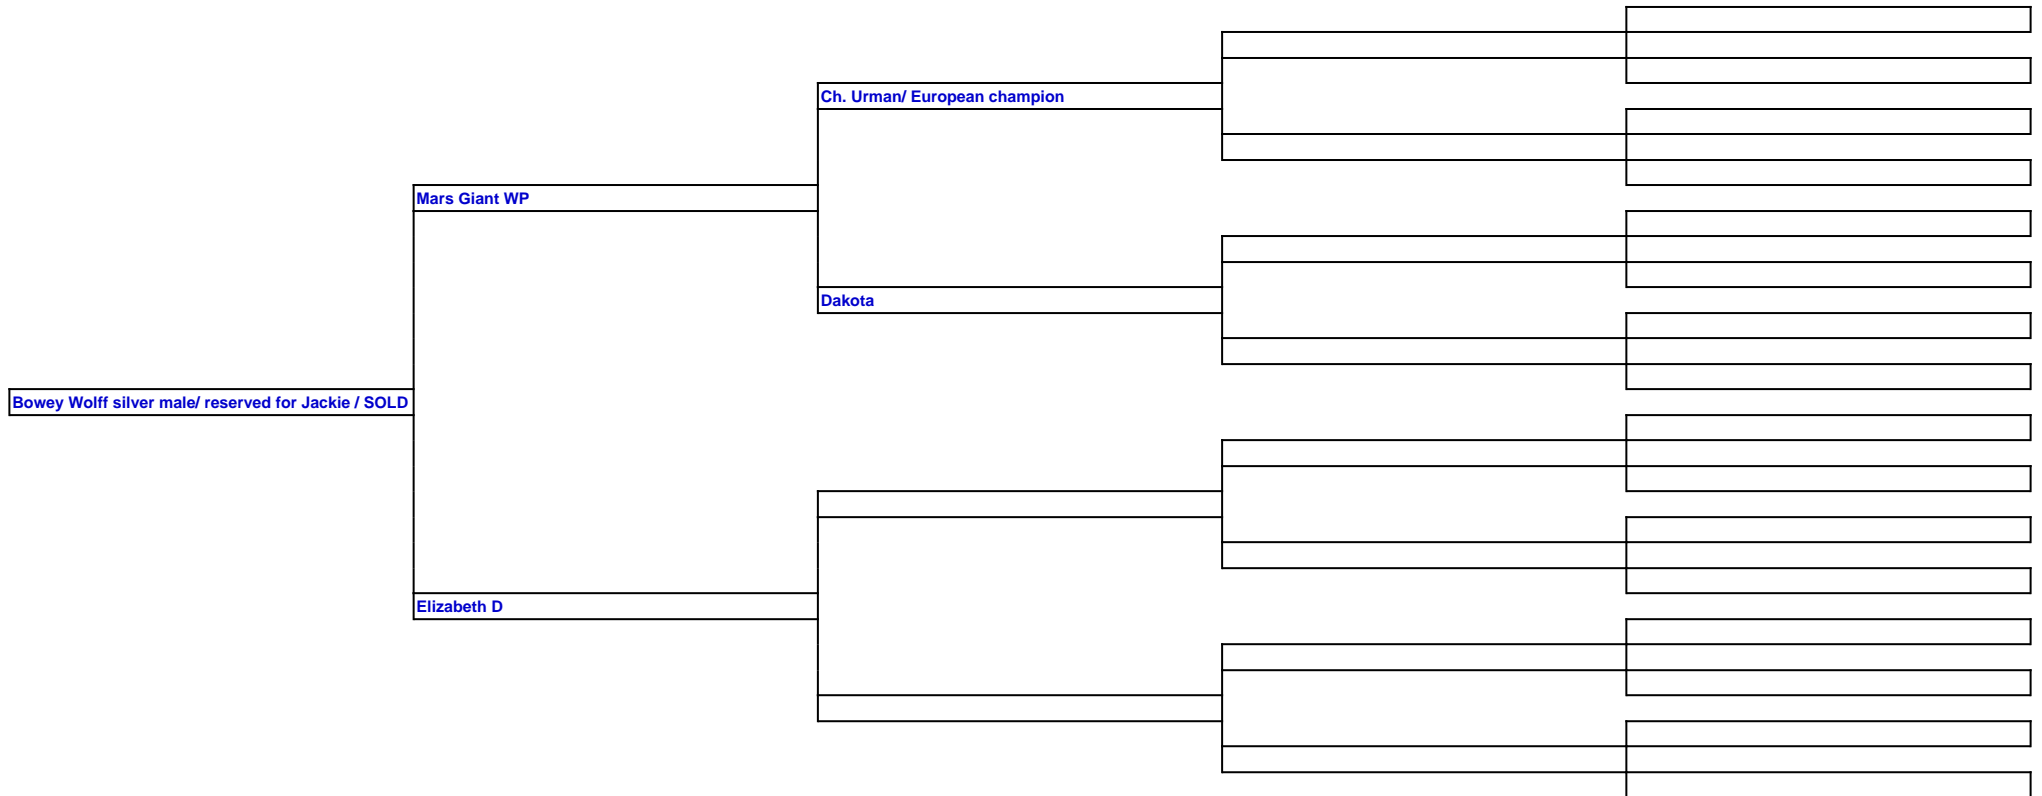 Ch. Urman/ European champion
Mars Giant WP
Dakota
Bowey Wolff silver male/ reserved for Jackie / SOLD
Elizabeth D